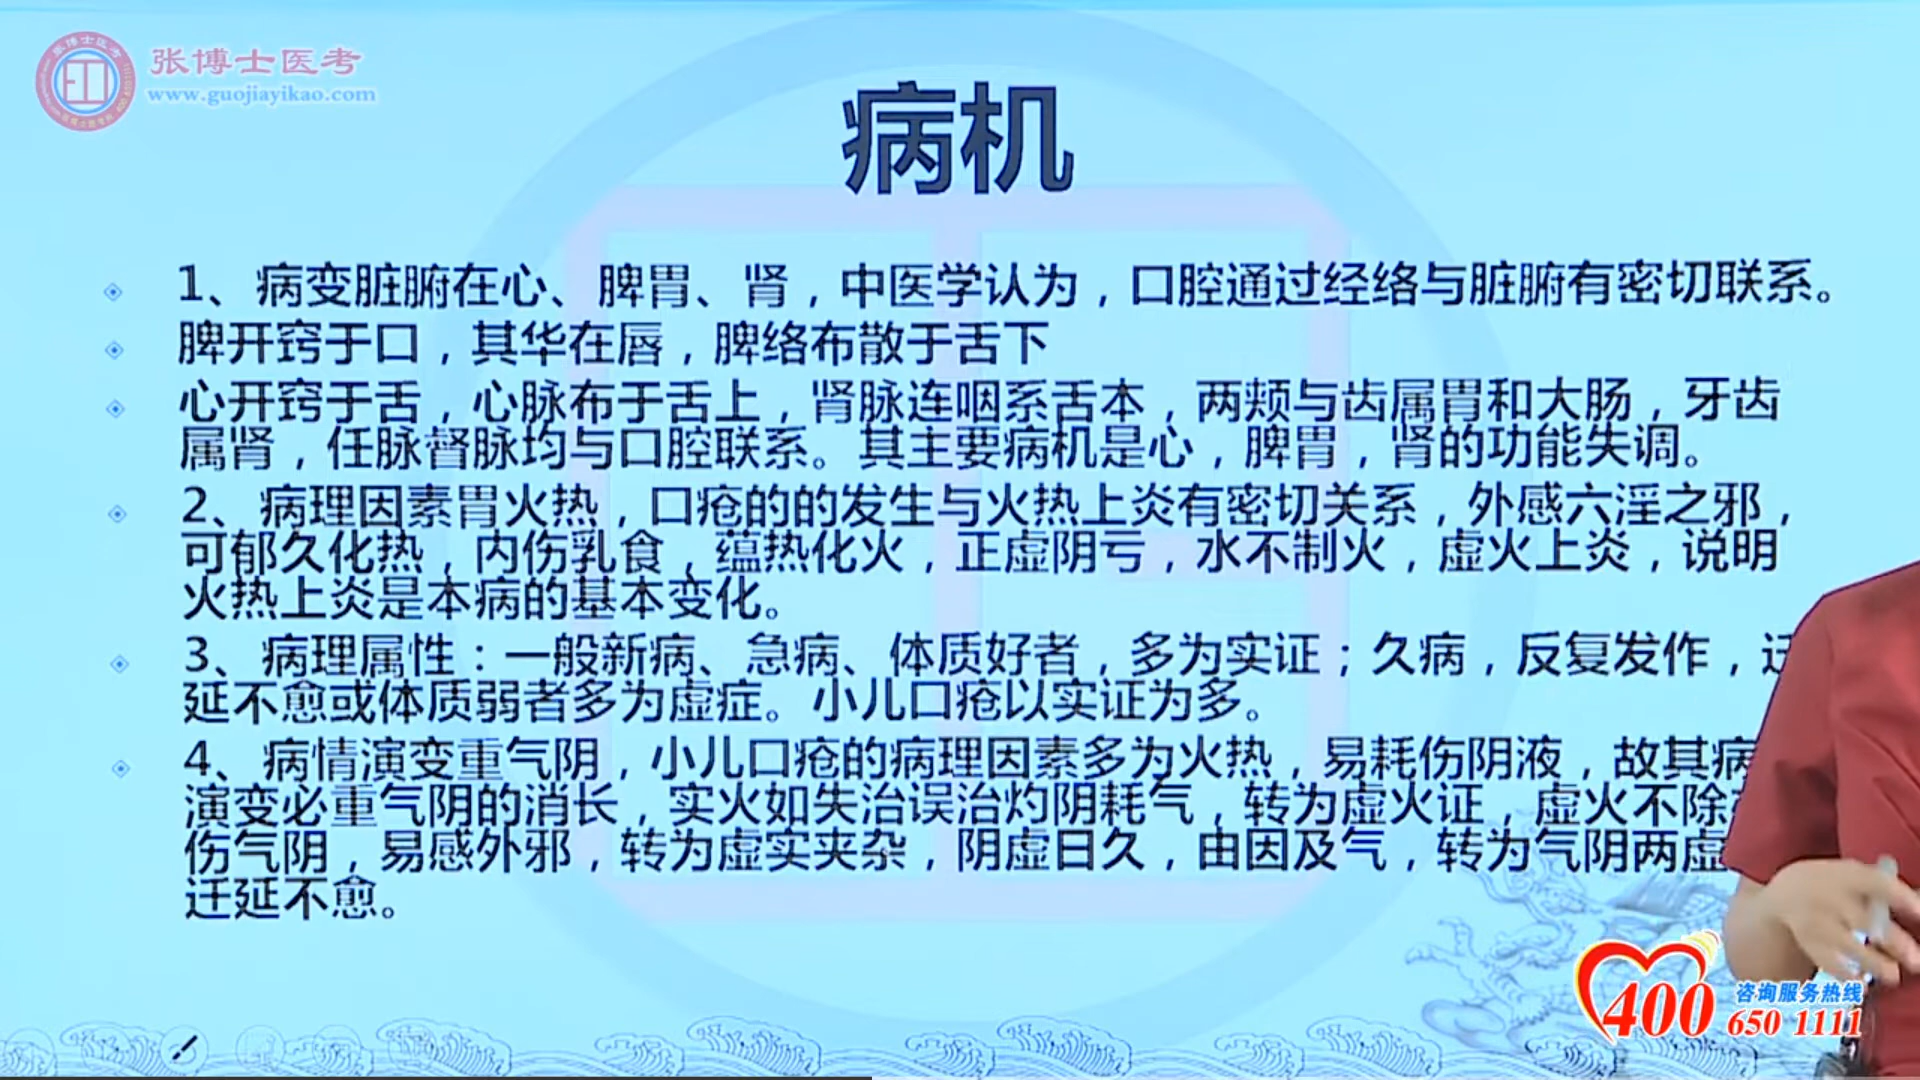 张博士医考
www.guojiayikao.com
病机
1、病变脏腑在心、脾胃、肾，中医学认为，口腔通过经络与脏腑有密切联系。
脾开窍于口，其华在唇，脾络布散于舌下
心开窍于舌，心脉布于舌上，肾脉连咽系舌本，两颊与齿属胃和大肠，牙齿
属肾，任脉督脉均与口腔联系。其主要病机是心，脾胃，肾的功能失调。
2、病理因素胃火热，口疮的的发生与火热上炎有密切关系，外感六淫之邪，
可郁久化热，内伤乳食，蕴热化火，正虚阴亏，水不制火，虚火上炎，说明
火热上炎是本病的基本变化。
3、病理属性：一般新病、急病、体质好者，多为实证；久病，反复发作，迁
延不愈或体质弱者多为虚症。小儿口疮以实证为多。
4、病情演变重气阴，小儿口疮的病理因素多为火热，易耗伤阴液，故其病
演变必重气阴的消长，实火如失治误治灼阴耗气，转为虚火证，虚火不除
伤气阴，易感外邪，转为虚实夹杂，阴虚日久，由因及气，转为气阴两虚
迁延不愈。
400
咨询服务热线
650 1111